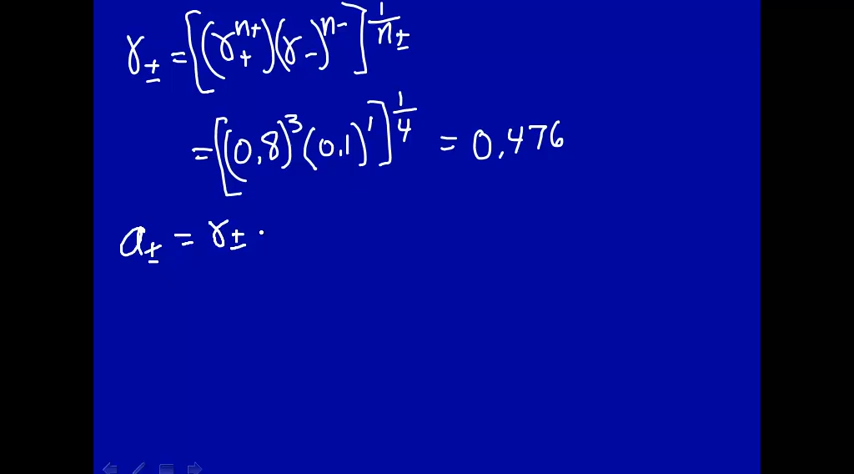 γ± = [(γ+^n+)(γ-)^n-]^1/n±
= [(0,8)^3 (0,1)^1]^1/4 = 0,476
a± = γ± ·